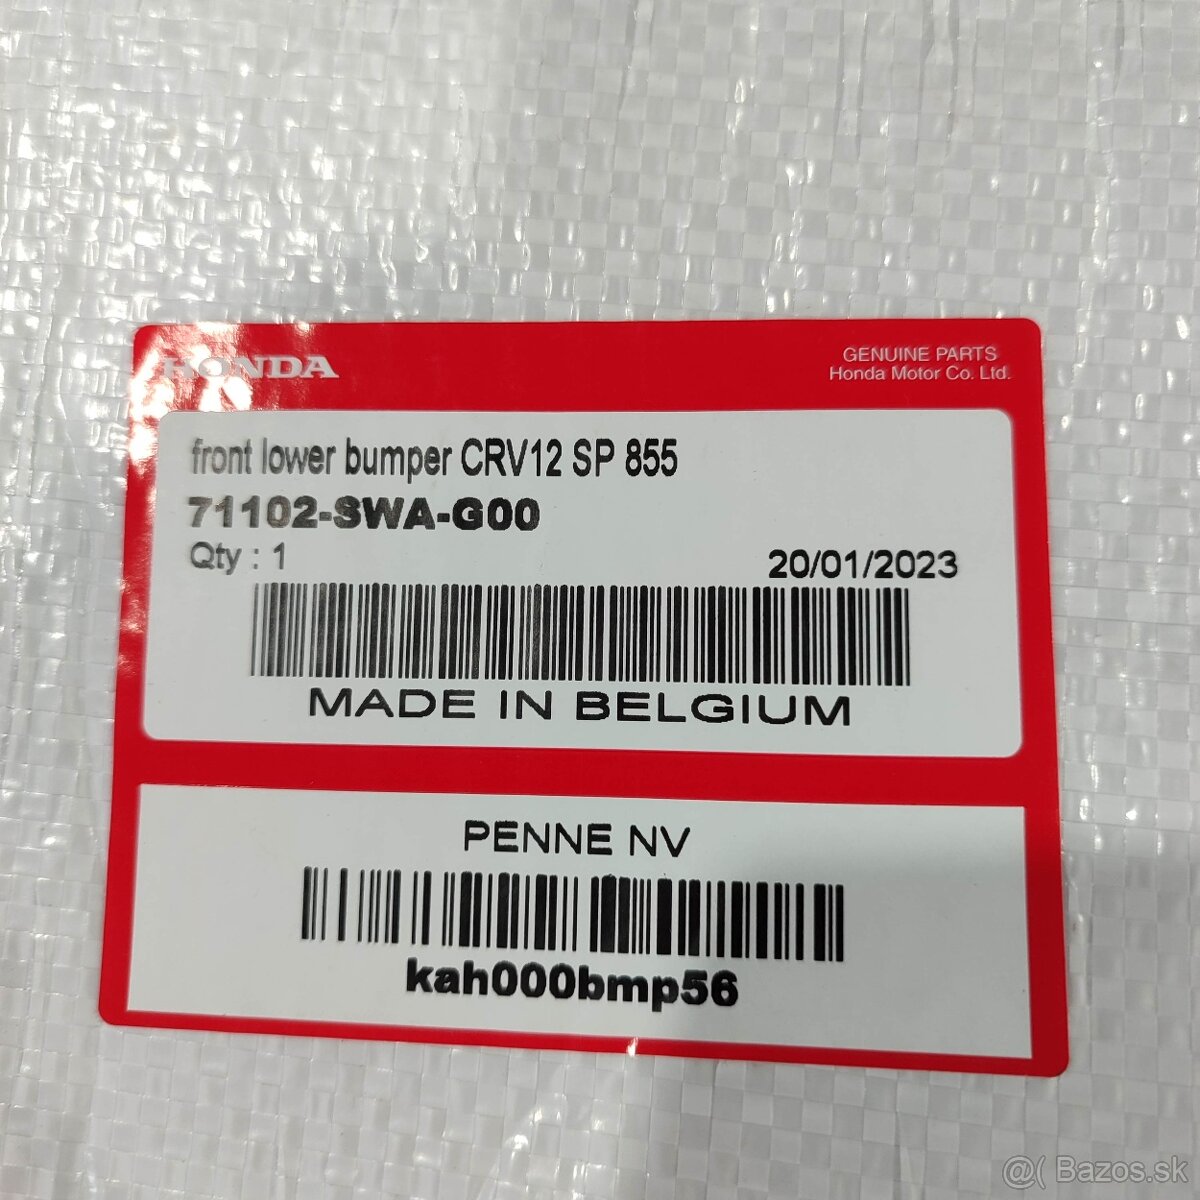 HONDA
GENUINE PARTS
Honda Motor Co. Ltd.
front lower bumper CRV12 SP 855
71102-SWA-G00
Qty : 1
20/01/2023
MADE IN BELGIUM
PENNE NV
kah000bmp56
@( Bazos.sk